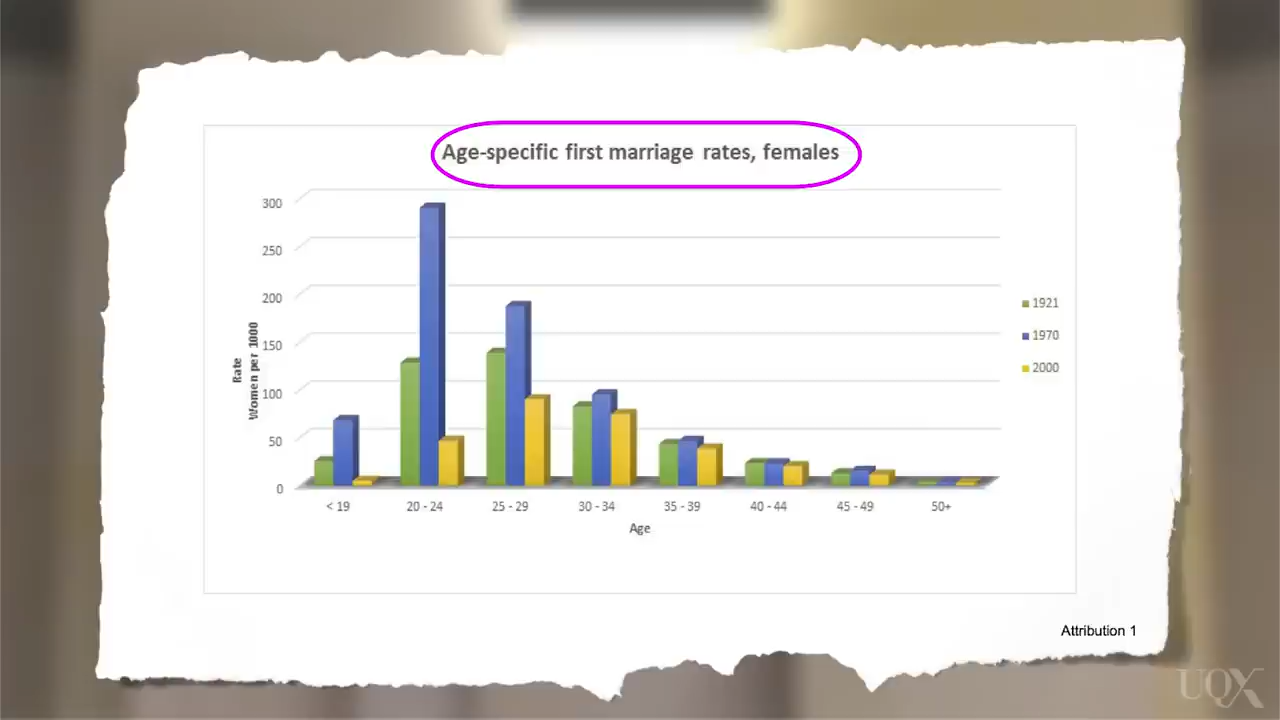 Age-specific first marriage rates, females
300
250
200
150
100
50
0
Rate
Women per 1000
< 19
20 - 24
25 - 29
30 - 34
35 - 39
40 - 44
45 - 49
50+
Age
1921
1970
2000
Attribution 1
UQX